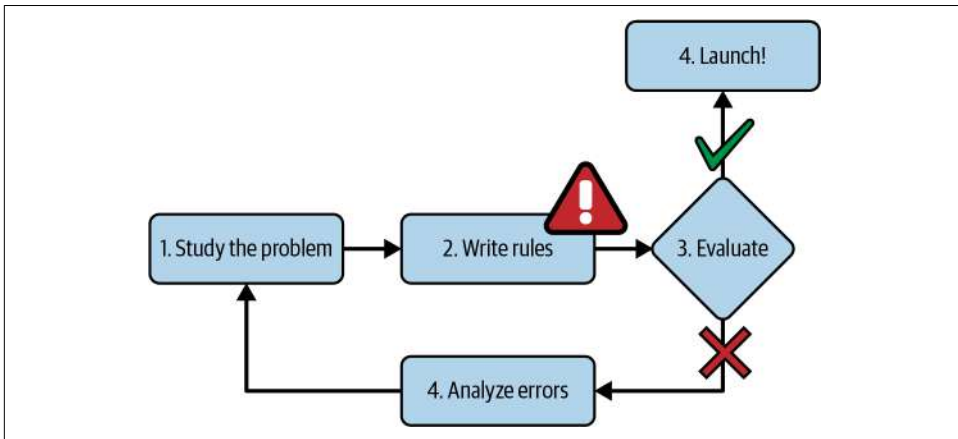 4. Launch!
1. Study the problem
2. Write rules
3. Evaluate
4. Analyze errors